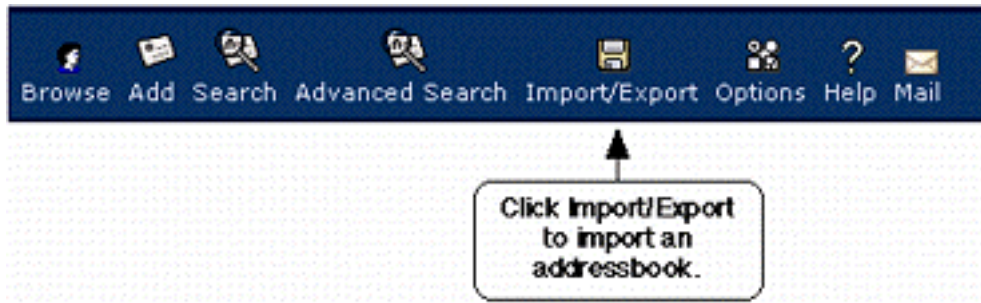 Browse Add Search Advanced Search Import/Export Options Help Mail
Click Import/Export
to import an
addressbook.